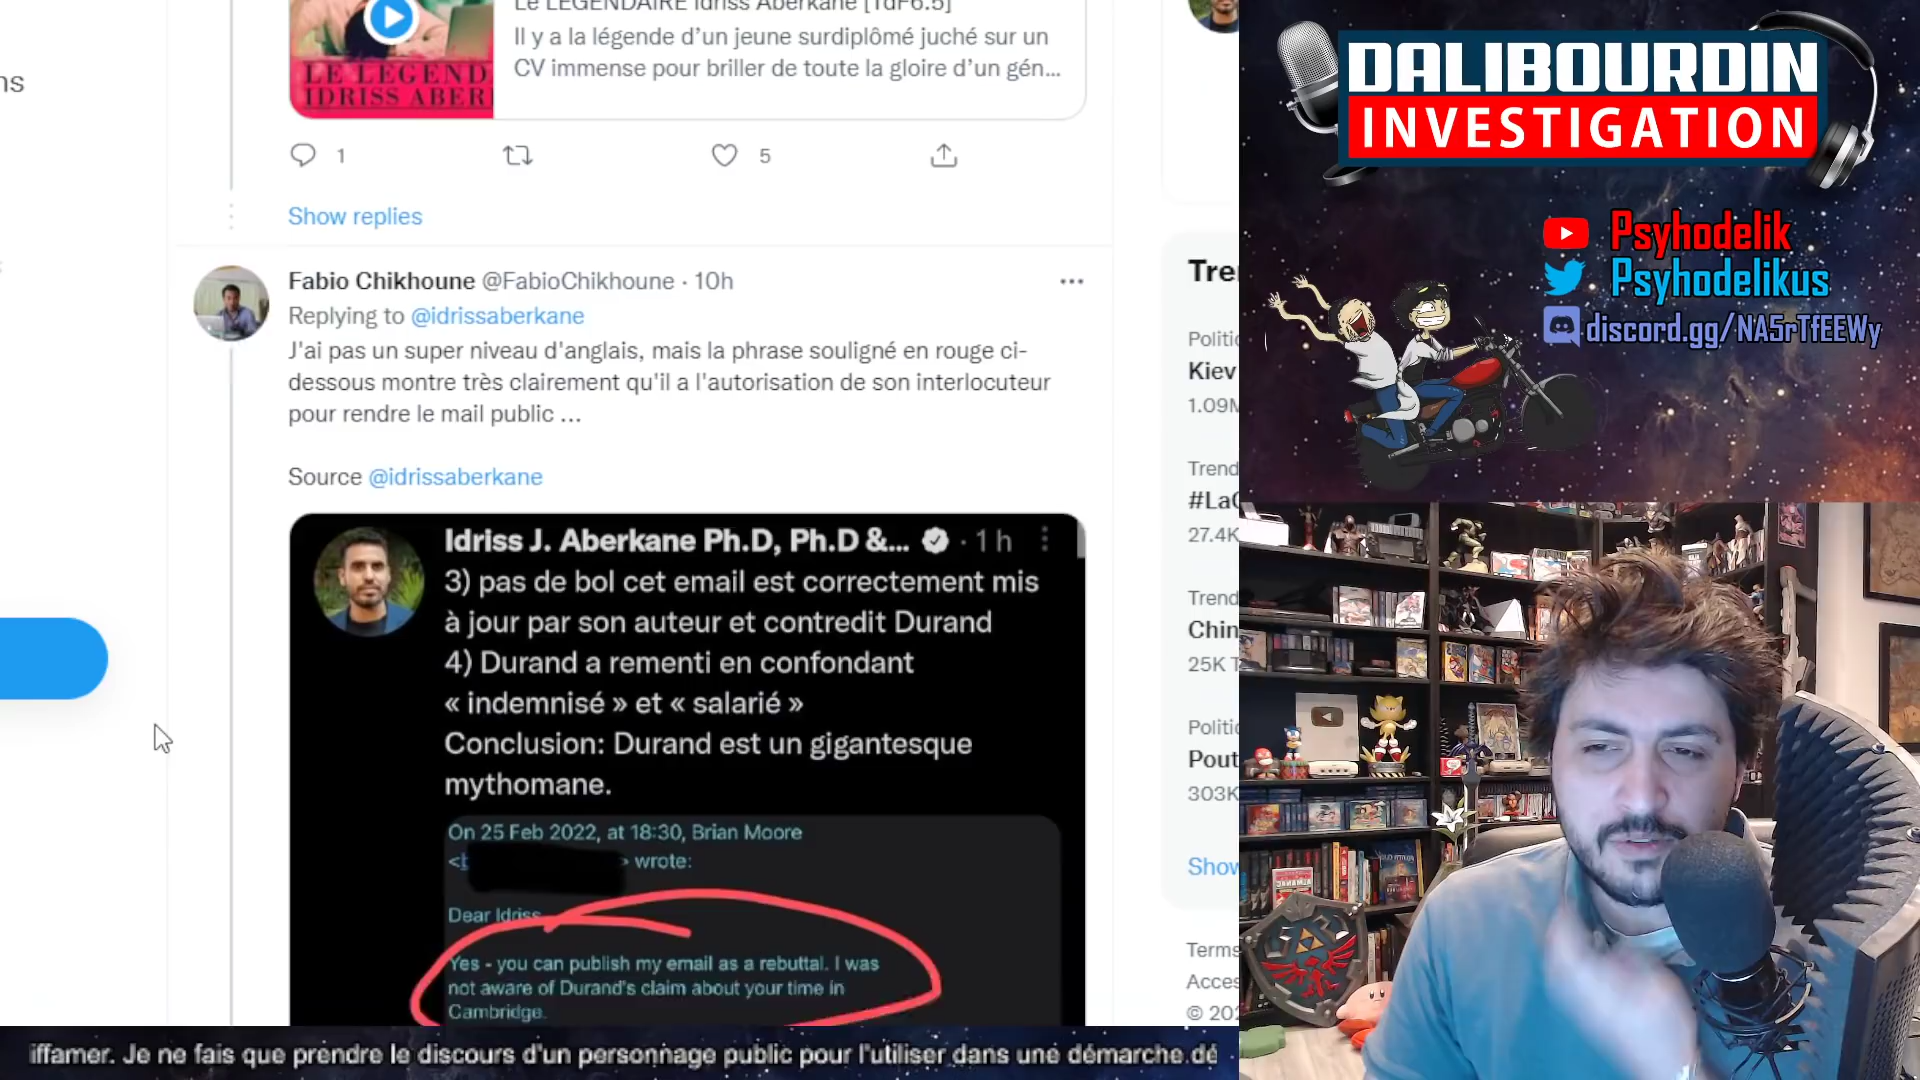 ns
Le LEGENDAIRE Idriss Aberkane [TdF6.5]
Il y a la légende d'un jeune surdiplômé juché sur un
CV immense pour briller de toute la gloire d'un gén...
LE LEGEND
IDRISS ABER
1
5
Show replies
Fabio Chikhoune @FabioChikhoune · 10h
Replying to @idrissaberkane
J'ai pas un super niveau d'anglais, mais la phrase souligné en rouge ci-
dessous montre très clairement qu'il a l'autorisation de son interlocuteur
pour rendre le mail public ...
Source @idrissaberkane
Idriss J. Aberkane Ph.D, Ph.D &... · 1 h
3) pas de bol cet email est correctement mis
à jour par son auteur et contredit Durand
4) Durand a rementi en confondant
« indemnisé » et « salarié »
Conclusion: Durand est un gigantesque
mythomane.
On 25 Feb 2022, at 18:30, Brian Moore
> wrote:
Dear Idriss
Yes - you can publish my email as a rebuttal. I was
not aware of Durand's claim about your time in
Cambridge.
Tre
Politic
Kiev
1.09M
Trend
#LaC
27.4K
Trend
Chin
25K T
Politic
Pout
303K
Show
Terms
Acces
© 202
DALIBOURDIN
INVESTIGATION
Psyhodelik
Psyhodelikus
discord.gg/NA5rTfEEWy
iffamer. Je ne fais que prendre le discours d'un personnage public pour l'utiliser dans une démarche dé